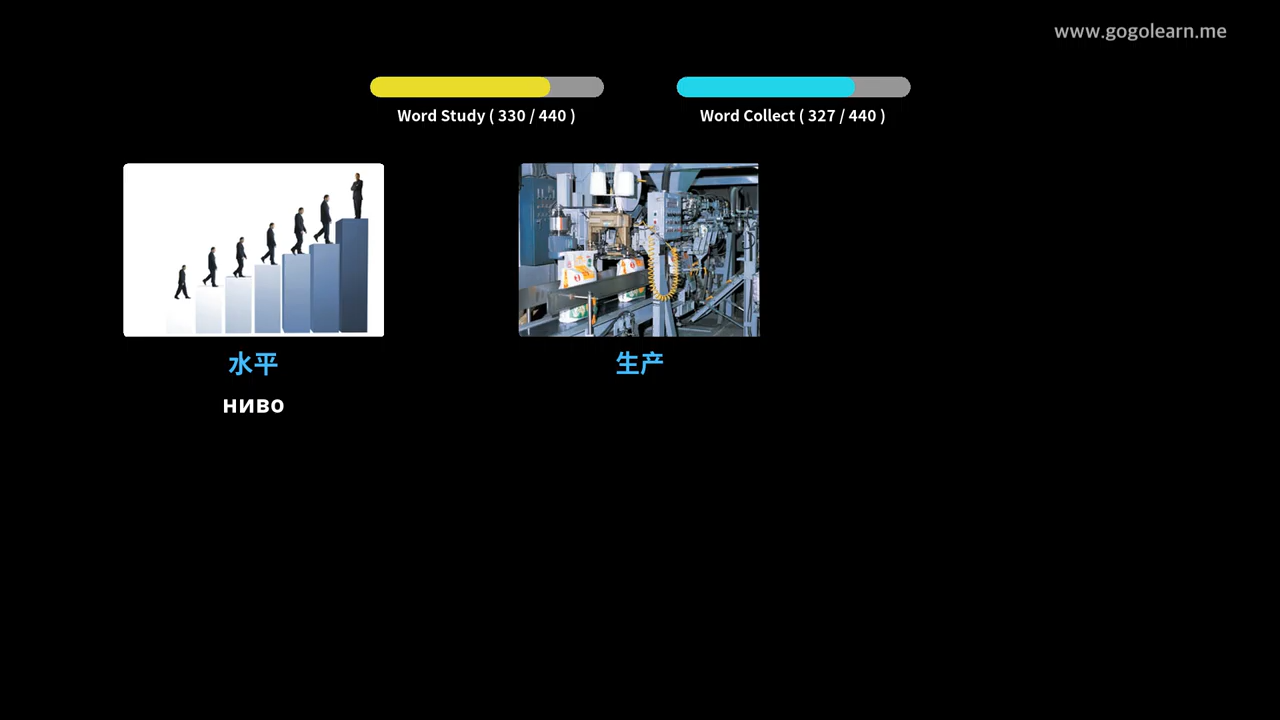 www.gogolearn.me
Word Study ( 330 / 440 )
Word Collect ( 327 / 440 )
水平
生产
ниво